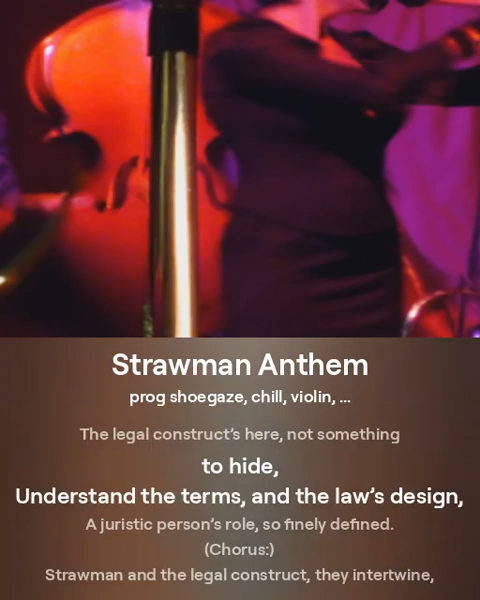 Strawman Anthem
prog shoegaze, chill, violin, ...
The legal construct's here, not something
to hide,
Understand the terms, and the law's design,
A juristic person's role, so finely defined.
(Chorus:)
Strawman and the legal construct, they intertwine,